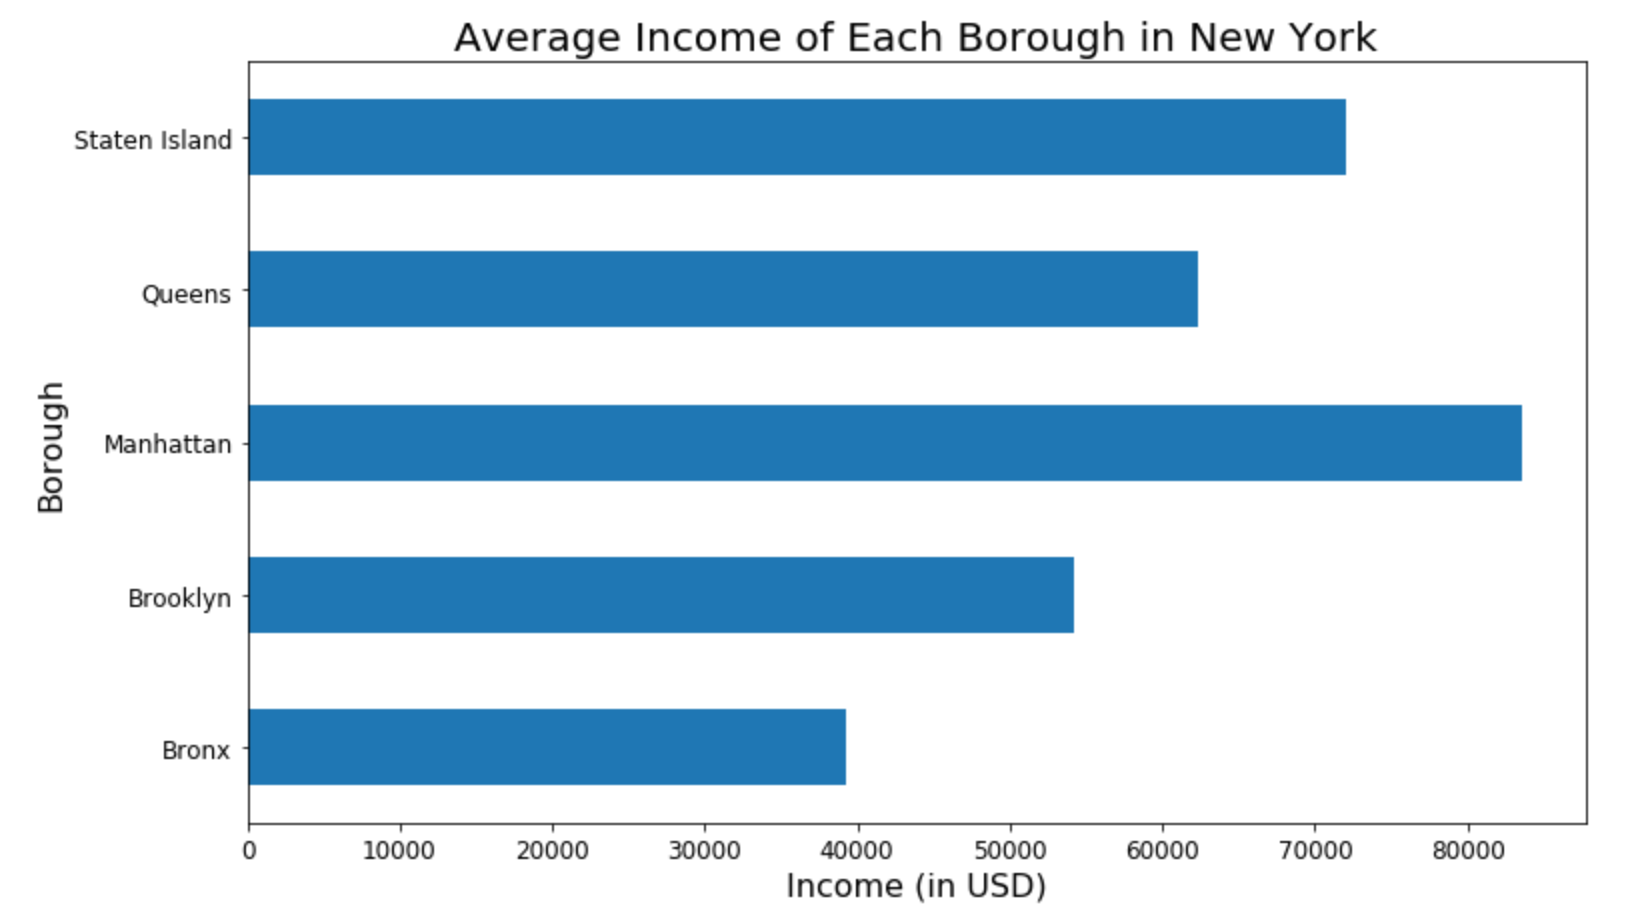 Average Income of Each Borough in New York
Staten Island
Queens
Manhattan
Brooklyn
Bronx
Borough
0 10000 20000 30000 40000 50000 60000 70000 80000
Income (in USD)